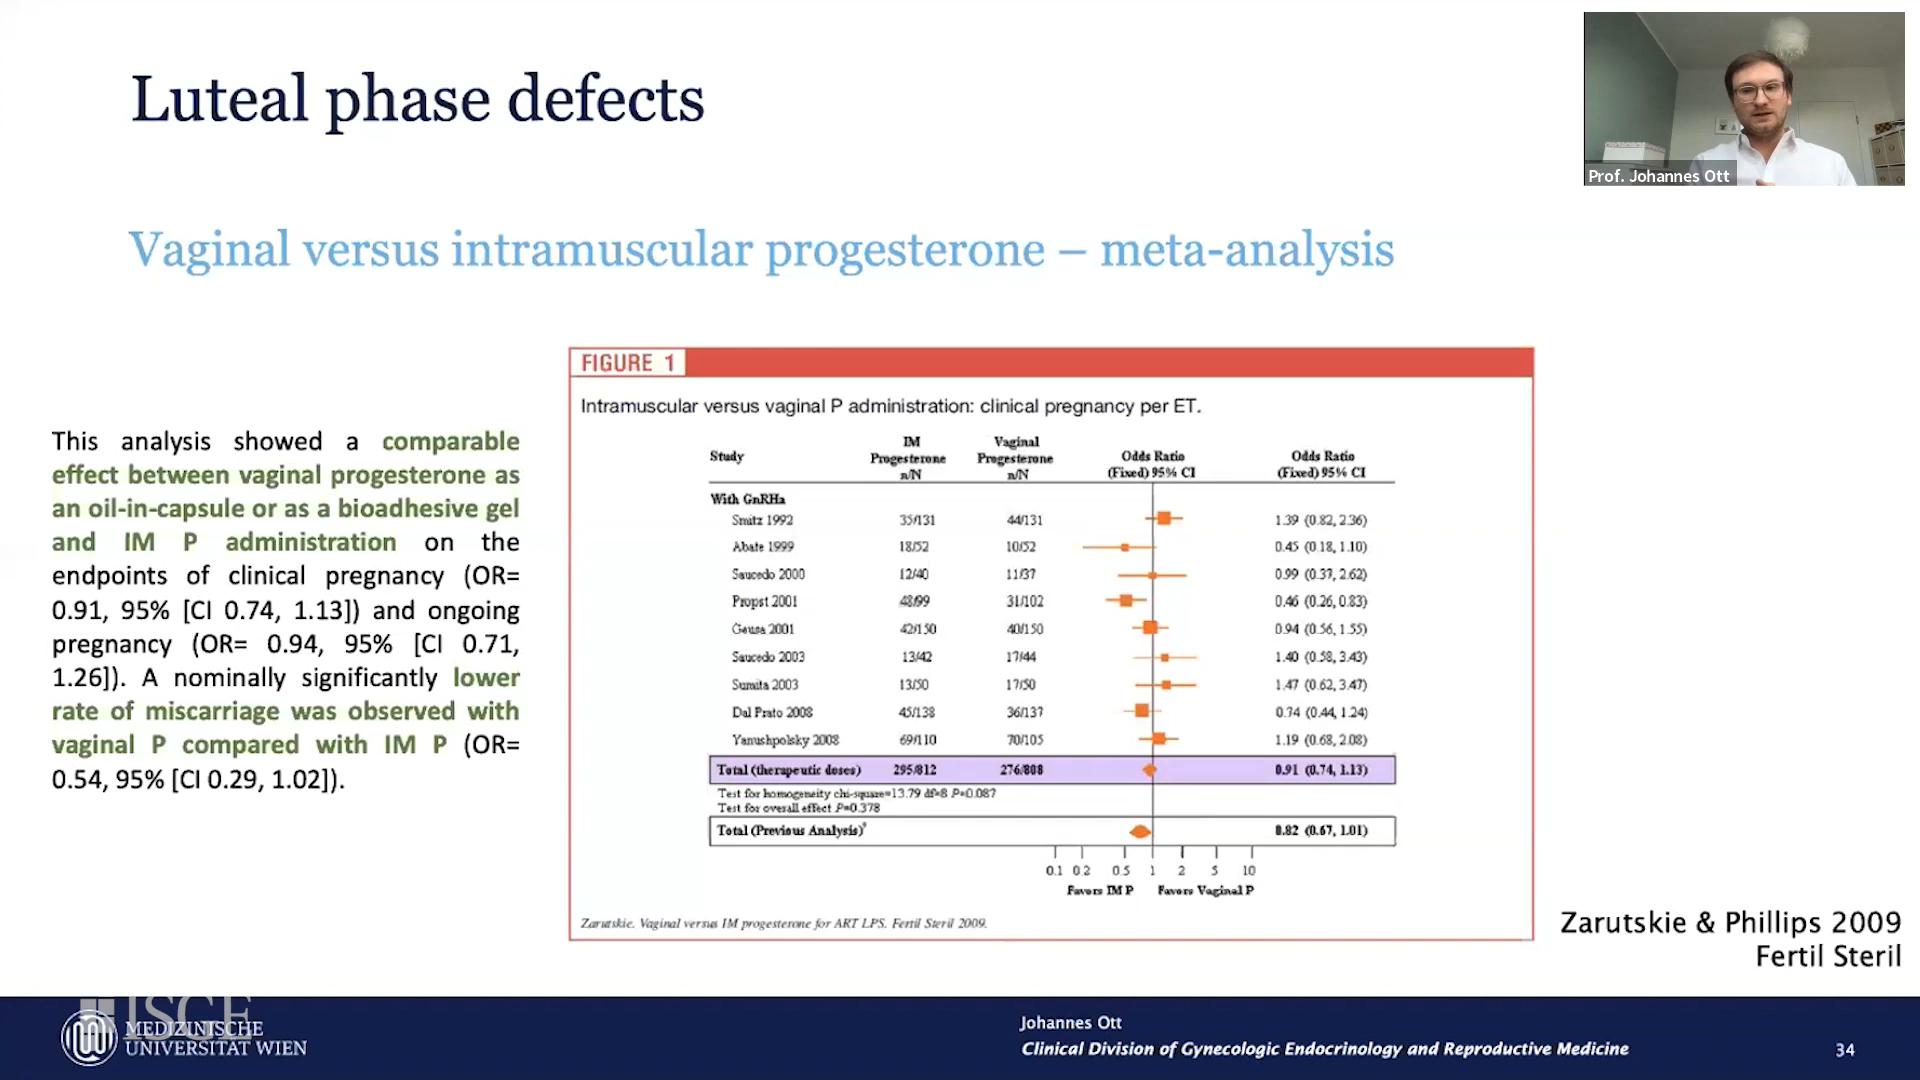 Luteal phase defects
Prof. Johannes Ott
Vaginal versus intramuscular progesterone – meta-analysis
This analysis showed a comparable
effect between vaginal progesterone as
an oil-in-capsule or as a bioadhesive gel
and IM P administration on the
endpoints of clinical pregnancy (OR=
0.91, 95% [CI 0.74, 1.13]) and ongoing
pregnancy (OR= 0.94, 95% [CI 0.71,
1.26]). A nominally significantly lower
rate of miscarriage was observed with
vaginal P compared with IM P (OR=
0.54, 95% [CI 0.29, 1.02]).
FIGURE 1
Intramuscular versus vaginal P administration: clinical pregnancy per ET.
Study IM Progesterone n/N Vaginal Progesterone n/N Odds Ratio (Fixed) 95% CI Odds Ratio (Fixed) 95% CI
With GnRHa
Smitz 1992 35/131 44/131 1.39 (0.82, 2.36)
Abate 1999 18/52 10/52 0.45 (0.18, 1.10)
Saucedo 2000 12/40 11/37 0.99 (0.37, 2.62)
Propst 2001 48/99 31/102 0.46 (0.26, 0.83)
Geusa 2001 42/150 40/150 0.94 (0.56, 1.55)
Saucedo 2003 13/42 17/44 1.40 (0.58, 3.43)
Sumita 2003 13/50 17/50 1.47 (0.62, 3.47)
Dal Prato 2008 45/138 36/137 0.74 (0.44, 1.24)
Yanushpolsky 2008 69/110 70/105 1.19 (0.68, 2.08)
Total (therapeutic doses) 295/812 276/808 0.91 (0.74, 1.13)
Test for homogeneity chi-square=13.79 df=8 P=0.087
Test for overall effect P=0.378
Total (Previous Analysis) 0.82 (0.67, 1.01)
0.1 0.2 0.5 1 2 5 10
Favors IM P Favors Vaginal P
Zarutskie. Vaginal versus IM progesterone for ART LPS. Fertil Steril 2009.
Zarutskie & Phillips 2009
Fertil Steril
ISGE
MEDIZINISCHE
UNIVERSITÄT WIEN
Johannes Ott
Clinical Division of Gynecologic Endocrinology and Reproductive Medicine
34